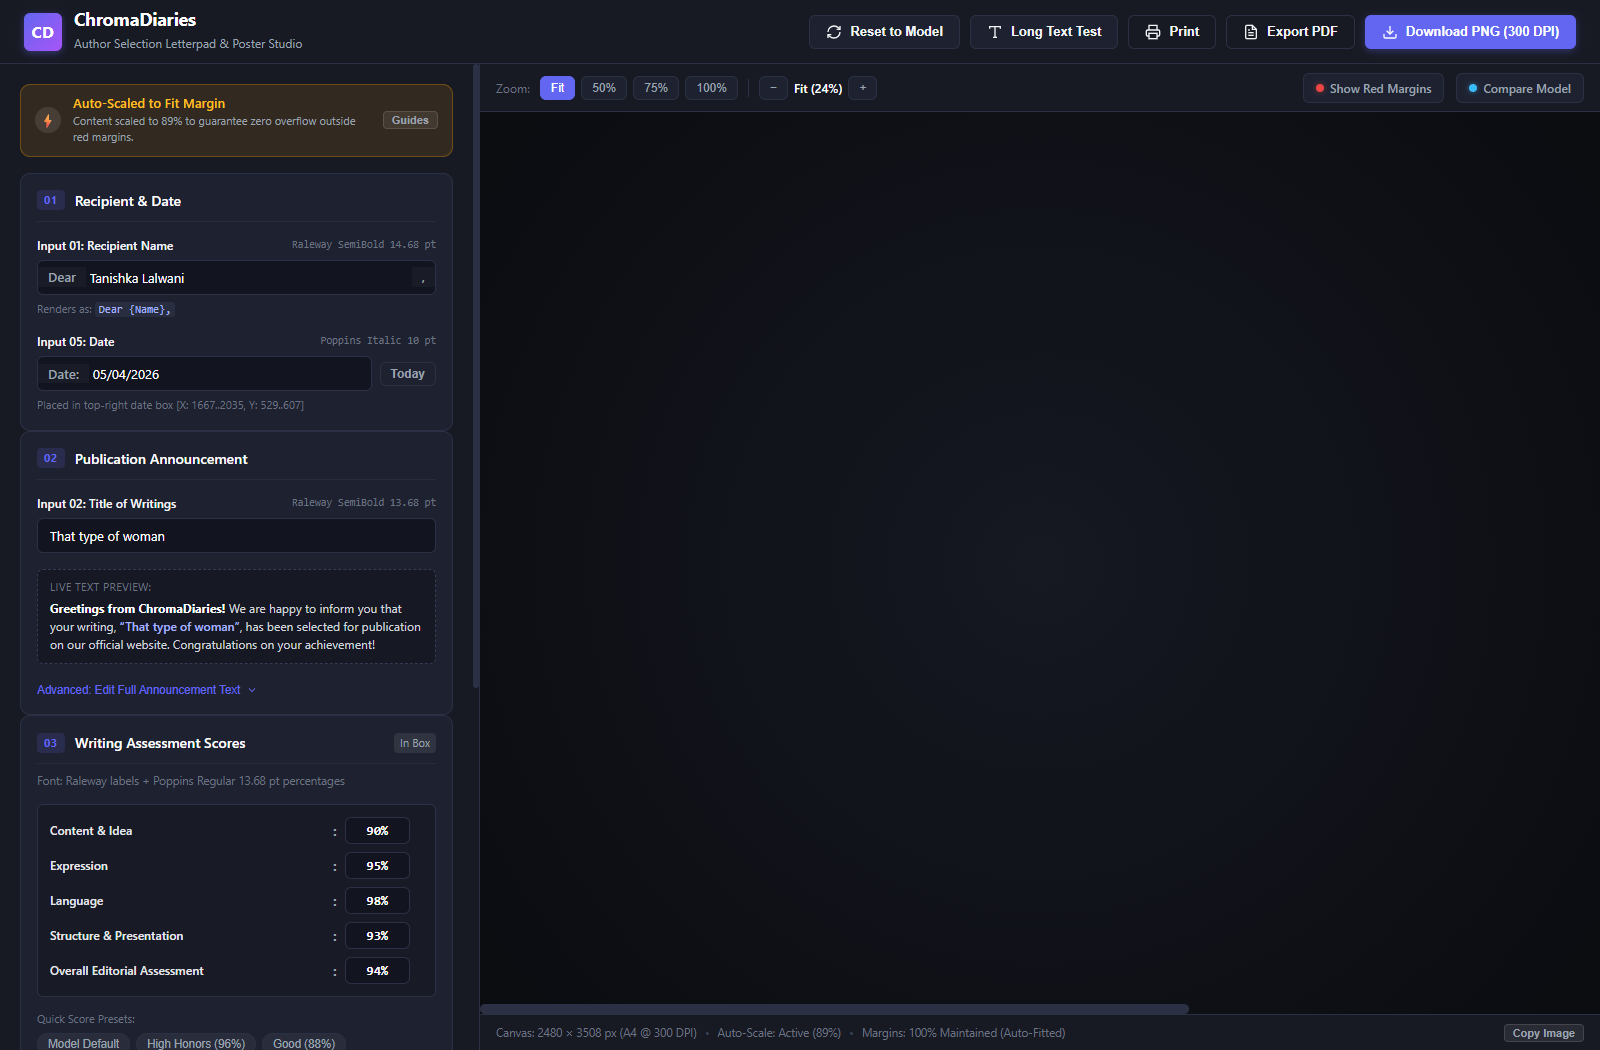 CD
ChromaDiaries
Author Selection Letterpad & Poster Studio
Reset to Model
Long Text Test
Print
Export PDF
Download PNG (300 DPI)
Auto-Scaled to Fit Margin
Content scaled to 89% to guarantee zero overflow outside
red margins.
Guides
01 Recipient & Date
Input 01: Recipient Name Raleway SemiBold 14.68 pt
Dear Tanishka Lalwani ,
Renders as: Dear {Name},
Input 05: Date Poppins Italic 10 pt
Date: 05/04/2026 Today
Placed in top-right date box [X: 1667..2035, Y: 529..607]
02 Publication Announcement
Input 02: Title of Writings Raleway SemiBold 13.68 pt
That type of woman
LIVE TEXT PREVIEW:
Greetings from ChromaDiaries! We are happy to inform you that
your writing, “That type of woman”, has been selected for publication
on our official website. Congratulations on your achievement!
Advanced: Edit Full Announcement Text
03 Writing Assessment Scores In Box
Font: Raleway labels + Poppins Regular 13.68 pt percentages
Content & Idea : 90%
Expression : 95%
Language : 98%
Structure & Presentation : 93%
Overall Editorial Assessment : 94%
Quick Score Presets:
Model Default High Honors (96%) Good (88%)
Zoom: Fit 50% 75% 100% − Fit (24%) +
Show Red Margins
Compare Model
Canvas: 2480 × 3508 px (A4 @ 300 DPI) • Auto-Scale: Active (89%) • Margins: 100% Maintained (Auto-Fitted)
Copy Image